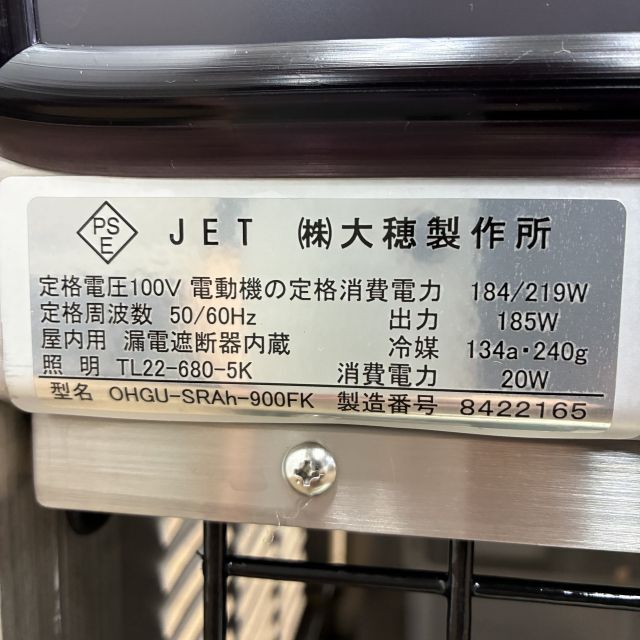 PS E JET ㈱大穂製作所
定格電圧100V 電動機の定格消費電力 184/219W
定格周波数 50/60Hz 出力 185W
屋内用 漏電遮断器内蔵 冷媒 134a・240g
照明 TL22-680-5K 消費電力 20W
型名 OHGU-SRAh-900FK 製造番号 8422165